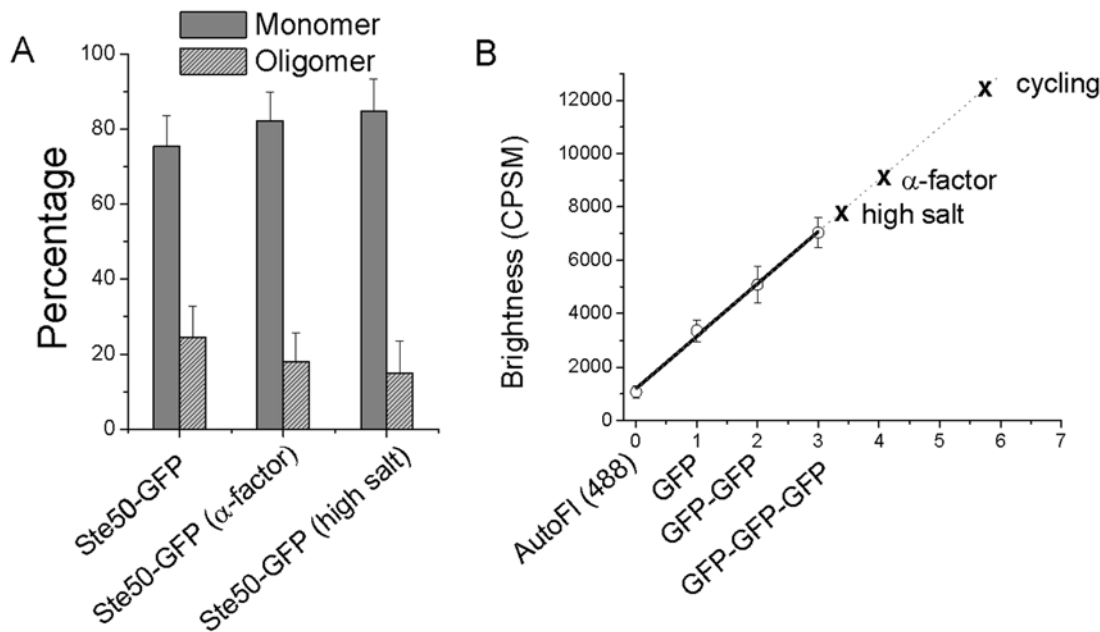 A
Monomer
Oligomer
Percentage
100
80
60
40
20
0
Ste50-GFP
Ste50-GFP (α-factor)
Ste50-GFP (high salt)
B
Brightness (CPSM)
12000
10000
8000
6000
4000
2000
0
x cycling
x α-factor
x high salt
0 1 2 3 4 5 6 7
AutoFl (488)
GFP
GFP-GFP
GFP-GFP-GFP